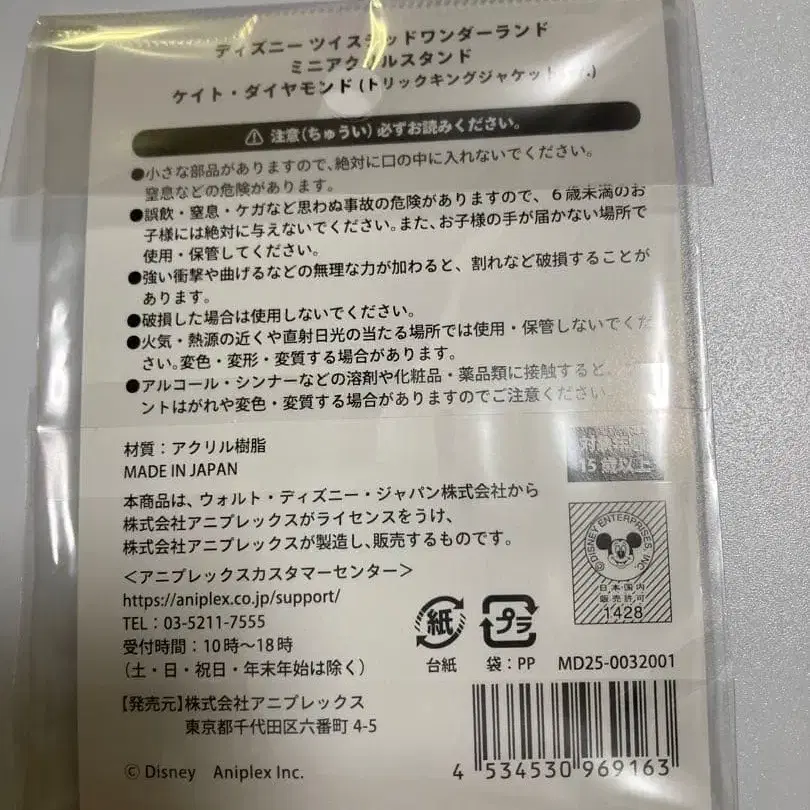 ディズニー ツイステッドワンダーランド
ミニアクリルスタンド
ケイト・ダイヤモンド (トリックキングジャケット .)
注意(ちゅうい) 必ずお読みください。
●小さな部品がありますので、絶対に口の中に入れないでください。
窒息などの危険があります。
●誤飲・窒息・ケガなど思わぬ事故の危険がありますので、６歳未満のお
子様には絶対に与えないでください。また、お子様の手が届かない場所で
使用・保管してください。
●強い衝撃や曲げるなどの無理な力が加わると、割れなど破損することが
あります。
●破損した場合は使用しないでください。
●火気・熱源の近くや直射日光の当たる場所では使用・保管しないでくだ
さい。変色・変形・変質する場合があります。
●アルコール・シンナーなどの溶剤や化粧品・薬品類に接触すると、
ントはがれや変色・変質する場合がありますのでご注意ください。
材質：アクリル樹脂
MADE IN JAPAN
対象年齢
15歳以上
本商品は、ウォルト・ディズニー・ジャパン株式会社から
株式会社アニプレックスがライセンスをうけ、
株式会社アニプレックスが製造し、販売するものです。
©DISNEY ENTERPRISES, INC.
日本国内
販売許可
1428
＜アニプレックスカスタマーセンター＞
https://aniplex.co.jp/support/
TEL：03-5211-7555
受付時間：10時～18時
（土・日・祝日・年末年始は除く）
紙
台紙
プラ
袋：PP
MD25-0032001
【発売元】株式会社アニプレックス
東京都千代田区六番町 4-5
© Disney Aniplex Inc.
4 534530 969163